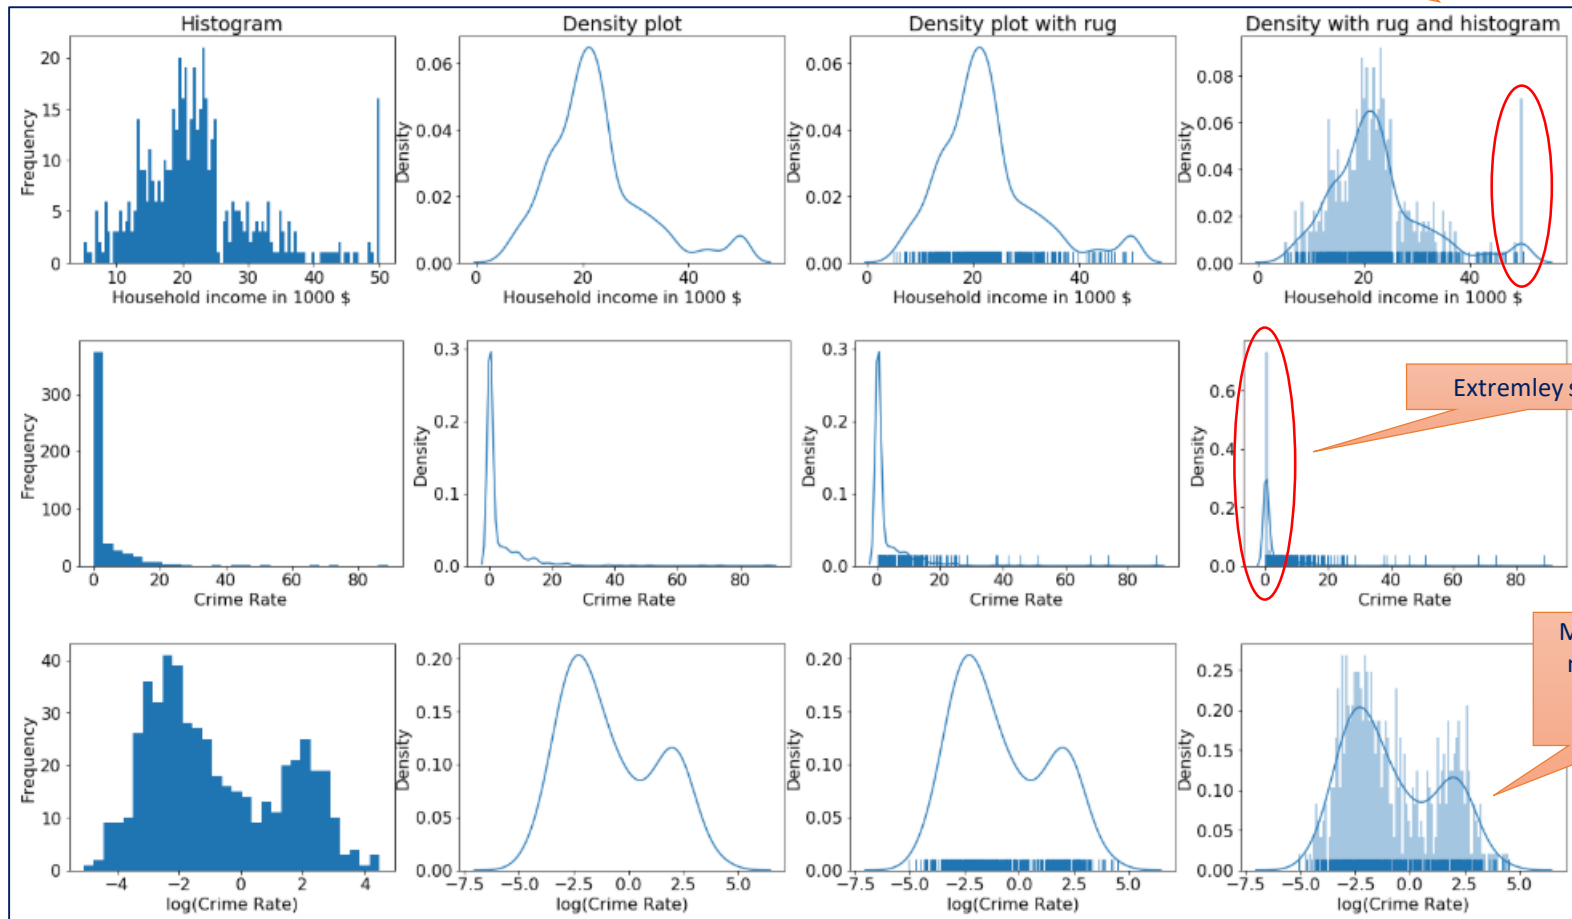 Histogram
Density plot
Density plot with rug
Density with rug and histogram
20
15
10
5
0
Frequency
10 20 30 40 50
Household income in 1000 $
0.06
0.04
0.02
0.00
Density
0 20 40
Household income in 1000 $
0.06
0.04
0.02
0.00
Density
0 20 40
Household income in 1000 $
0.08
0.06
0.04
0.02
0.00
Density
0 20 40
Household income in 1000 $
300
200
100
0
Frequency
0 20 40 60 80
Crime Rate
0.3
0.2
0.1
0.0
Density
0 20 40 60 80
Crime Rate
0.3
0.2
0.1
0.0
Density
0 20 40 60 80
Crime Rate
0.6
0.4
0.2
0.0
Density
0 20 40 60 80
Crime Rate
Extremley s
40
30
20
10
0
Frequency
−4 −2 0 2 4
log(Crime Rate)
0.20
0.15
0.10
0.05
0.00
Density
−7.5 −5.0 −2.5 0.0 2.5 5.0
log(Crime Rate)
0.20
0.15
0.10
0.05
0.00
Density
−7.5 −5.0 −2.5 0.0 2.5 5.0
log(Crime Rate)
0.25
0.20
0.15
0.10
0.05
0.00
Density
−7.5 −5.0 −2.5 0.0 2.5 5.0
log(Crime Rate)
M